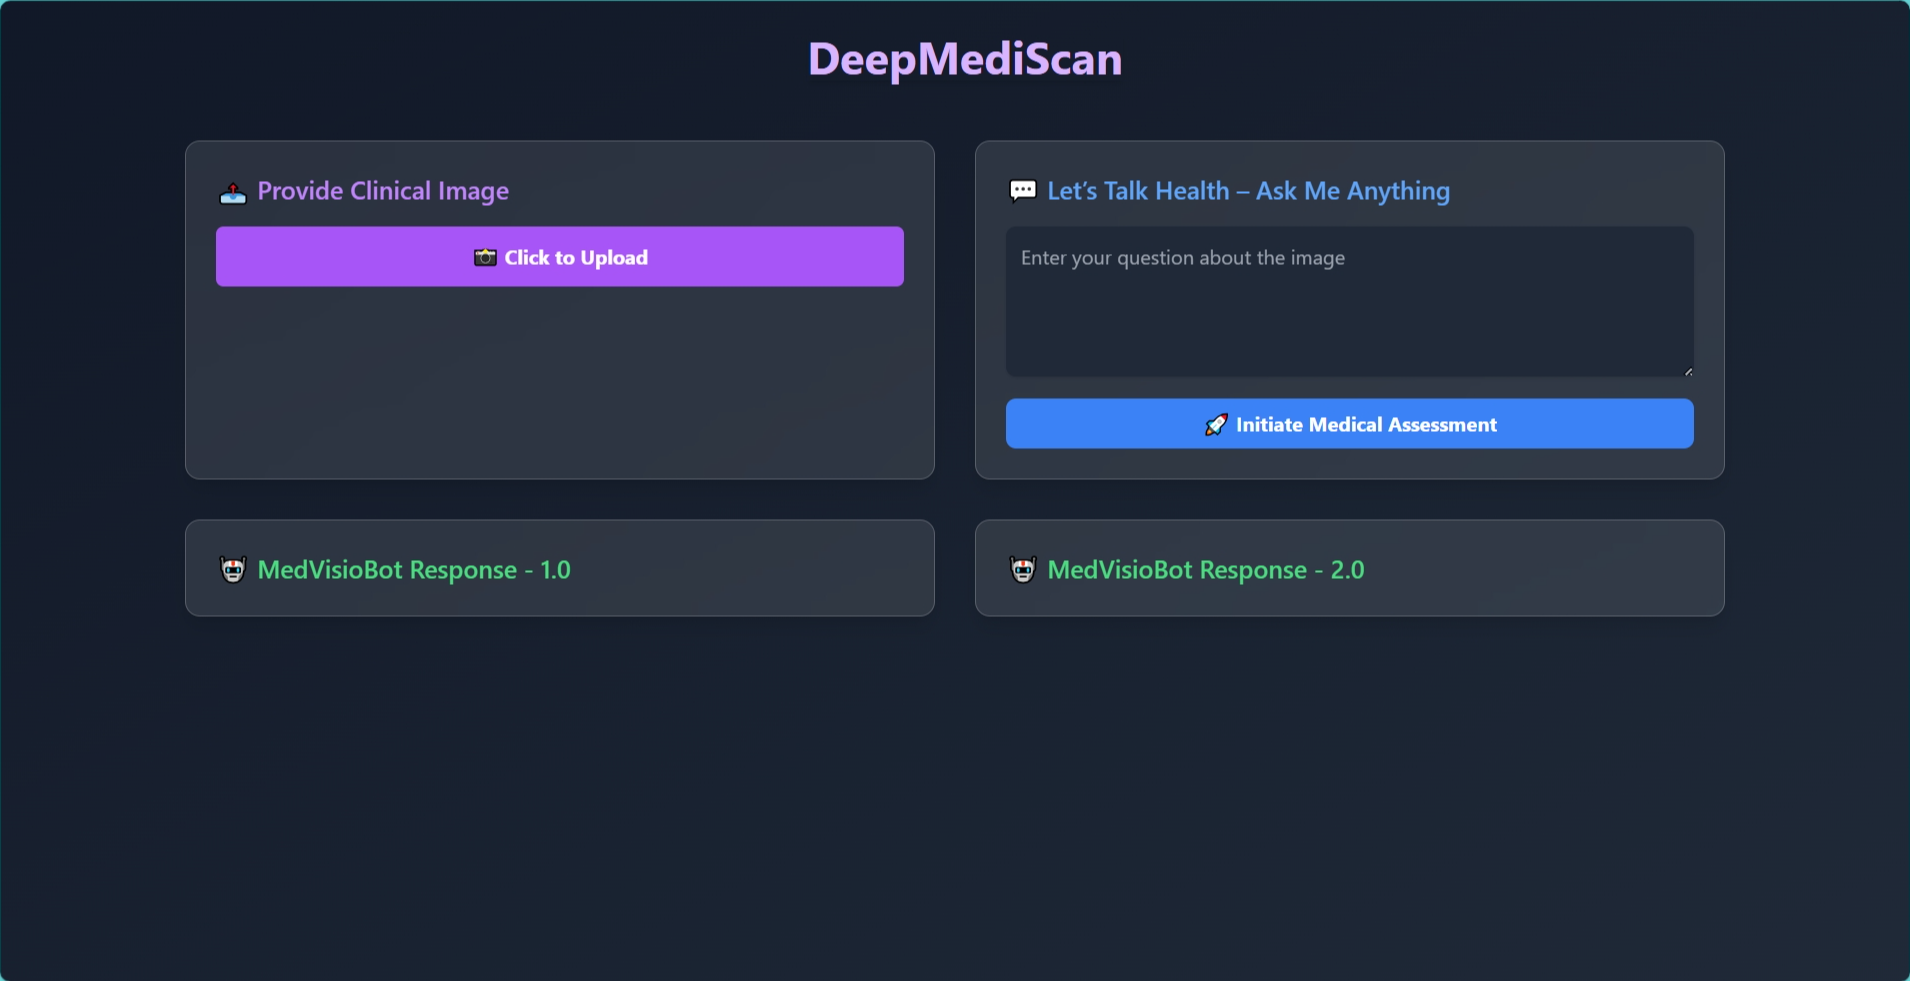 DeepMediScan
Provide Clinical Image
Click to Upload
Let’s Talk Health – Ask Me Anything
Enter your question about the image
Initiate Medical Assessment
MedVisioBot Response - 1.0
MedVisioBot Response - 2.0